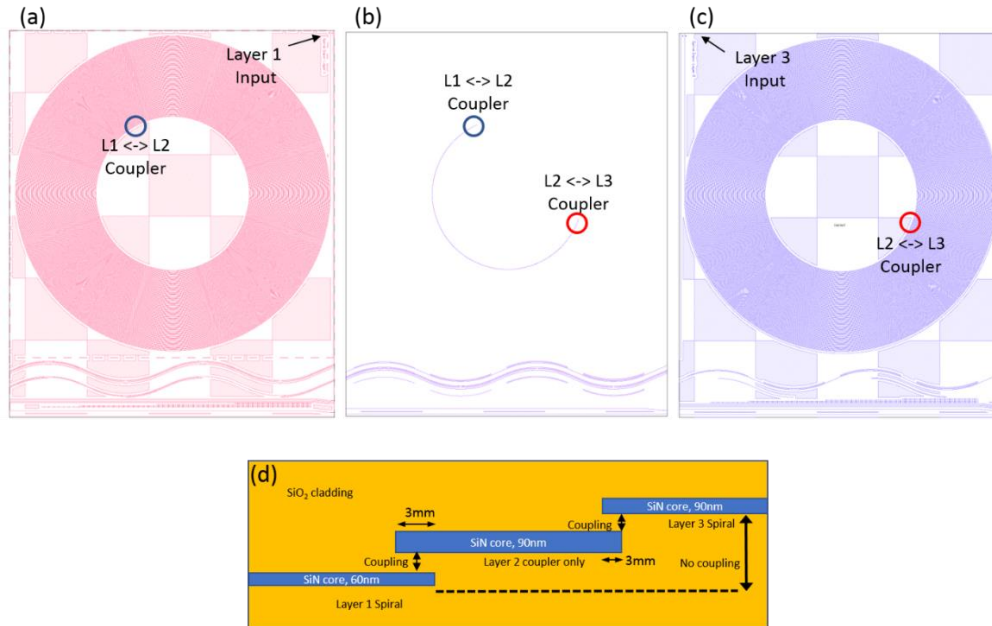 (a)
(b)
(c)
Layer 1
Input
L1 <-> L2
Coupler
L1 <-> L2
Coupler
L2 <-> L3
Coupler
Layer 3
Input
L2 <-> L3
Coupler
(d)
SiO2 cladding
3mm
SiN core, 90nm
Coupling
Layer 3 Spiral
SiN core, 90nm
Coupling
Layer 2 coupler only
3mm
No coupling
SiN core, 60nm
Layer 1 Spiral